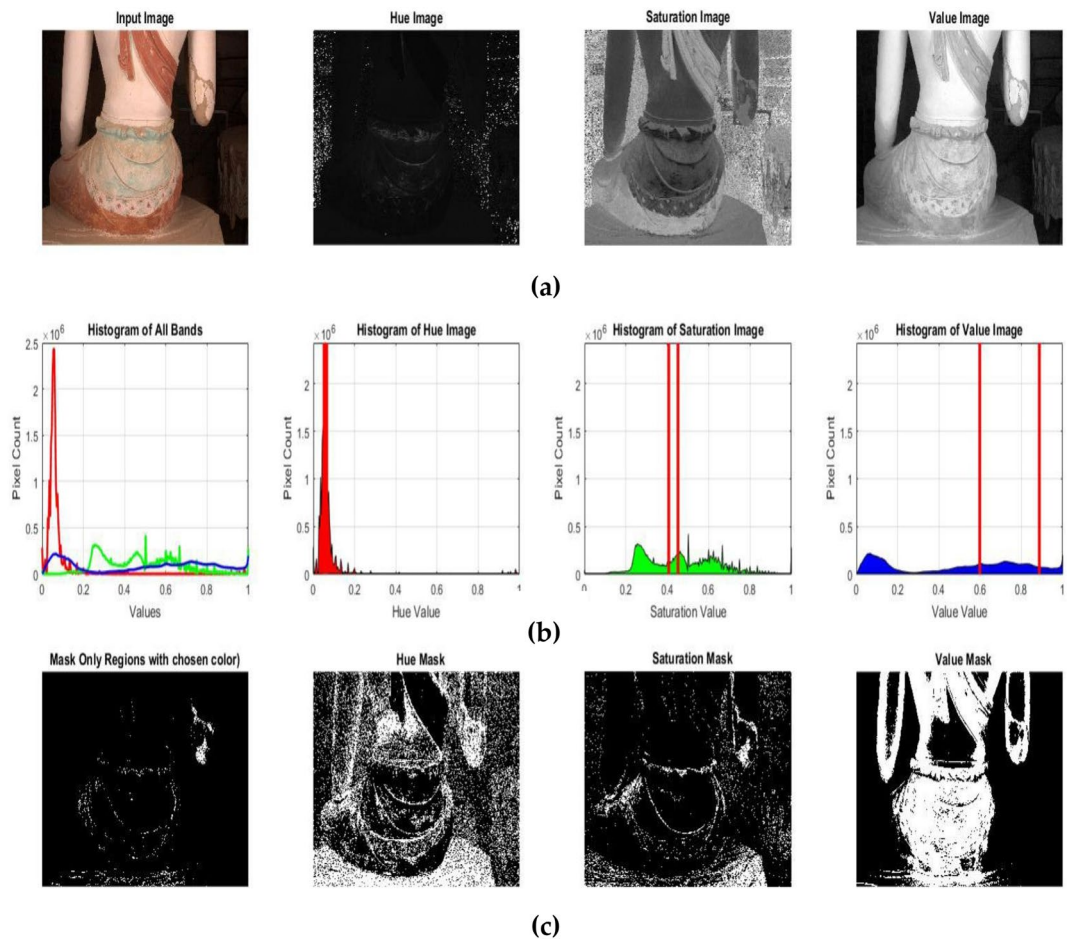 Input Image
Hue Image
Saturation Image
Value Image
(a)
×10⁶
Histogram of All Bands
×10⁶
Histogram of Hue Image
×10⁶
Histogram of Saturation Image
×10⁶
Histogram of Value Image
2.5
2
1.5
1
0.5
0
2
1.5
1
0.5
0
2
1.5
1
0.5
0
2
1.5
1
0.5
0
Pixel Count
Pixel Count
Pixel Count
Pixel Count
0 0.2 0.4 0.6 0.8 1
0 0.2 0.4 0.6 0.8 1
0 0.2 0.4 0.6 0.8 1
0 0.2 0.4 0.6 0.8 1
Values
Hue Value
Saturation Value
Value Value
(b)
Mask Only Regions with chosen color)
Hue Mask
Saturation Mask
Value Mask
(c)